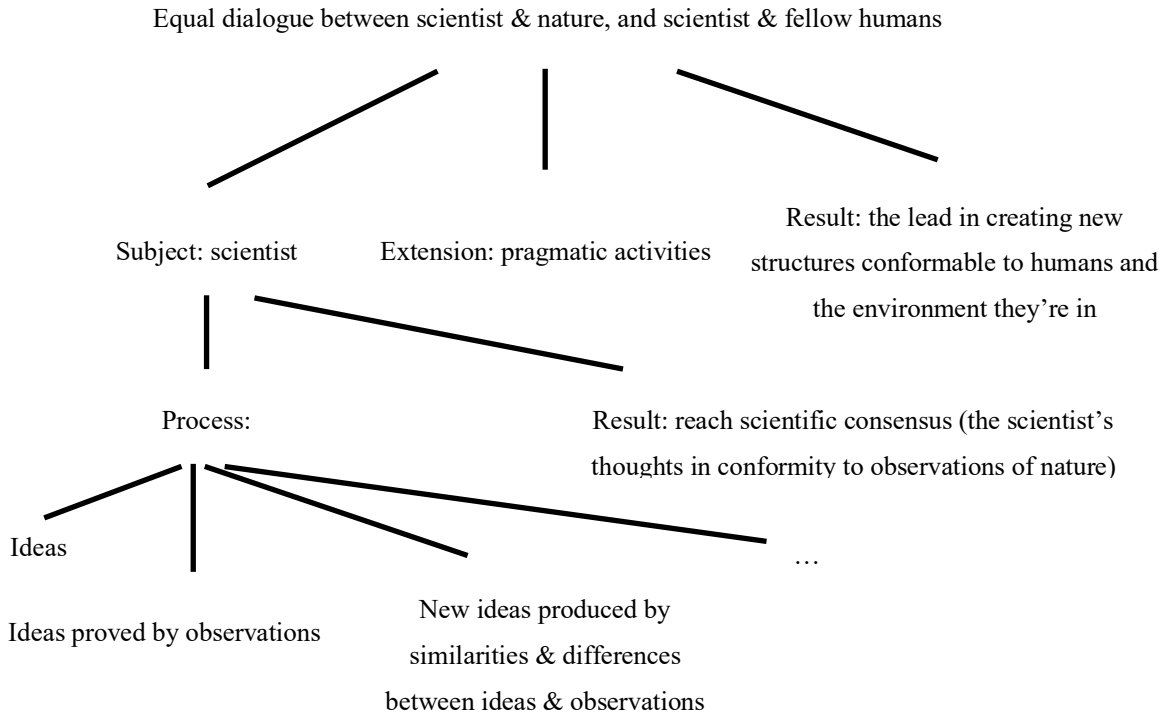 Equal dialogue between scientist & nature, and scientist & fellow humans
Subject: scientist
Extension: pragmatic activities
Result: the lead in creating new
structures conformable to humans and
the environment they’re in
Process:
Result: reach scientific consensus (the scientist’s
thoughts in conformity to observations of nature)
Ideas
Ideas proved by observations
New ideas produced by
similarities & differences
between ideas & observations
…